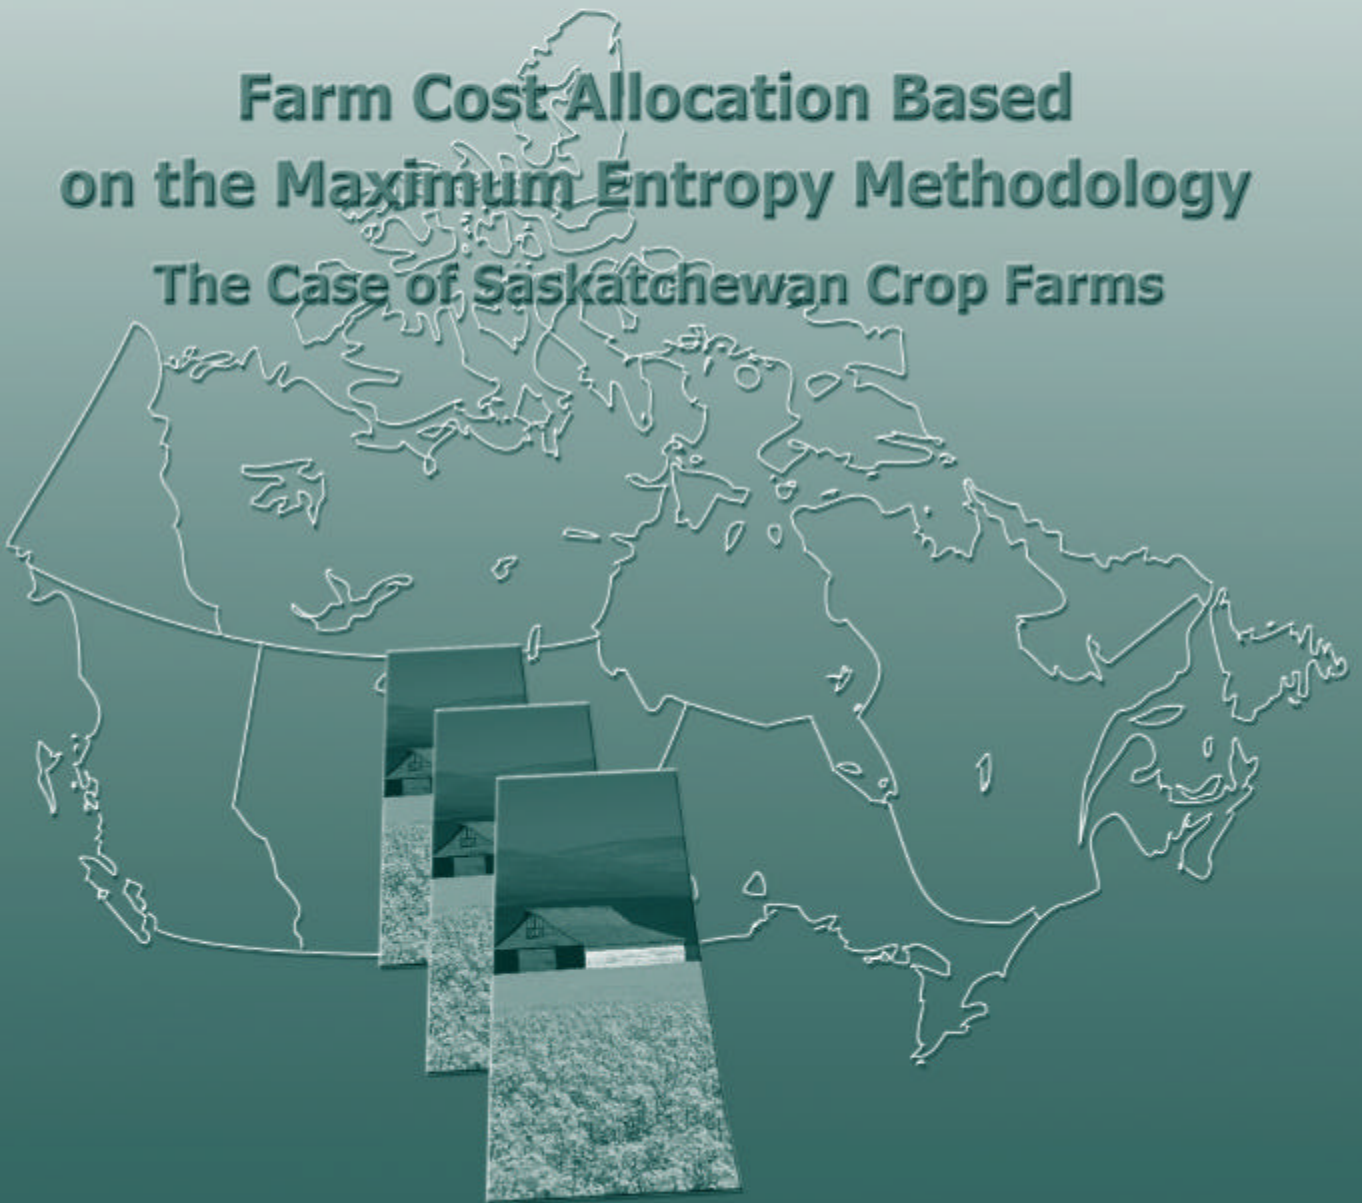 Farm Cost Allocation Based
on the Maximum Entropy Methodology
The Case of Saskatchewan Crop Farms